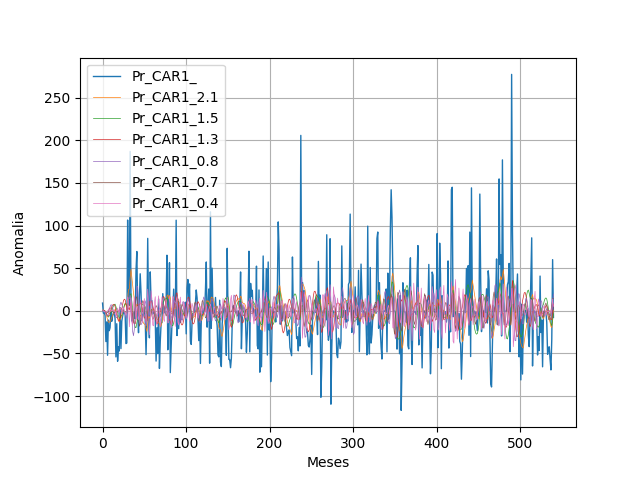 Pr_CAR1_
Pr_CAR1_2.1
Pr_CAR1_1.5
Pr_CAR1_1.3
Pr_CAR1_0.8
Pr_CAR1_0.7
Pr_CAR1_0.4
250
200
150
100
50
0
−50
−100
Anomalia
0 100 200 300 400 500
Meses